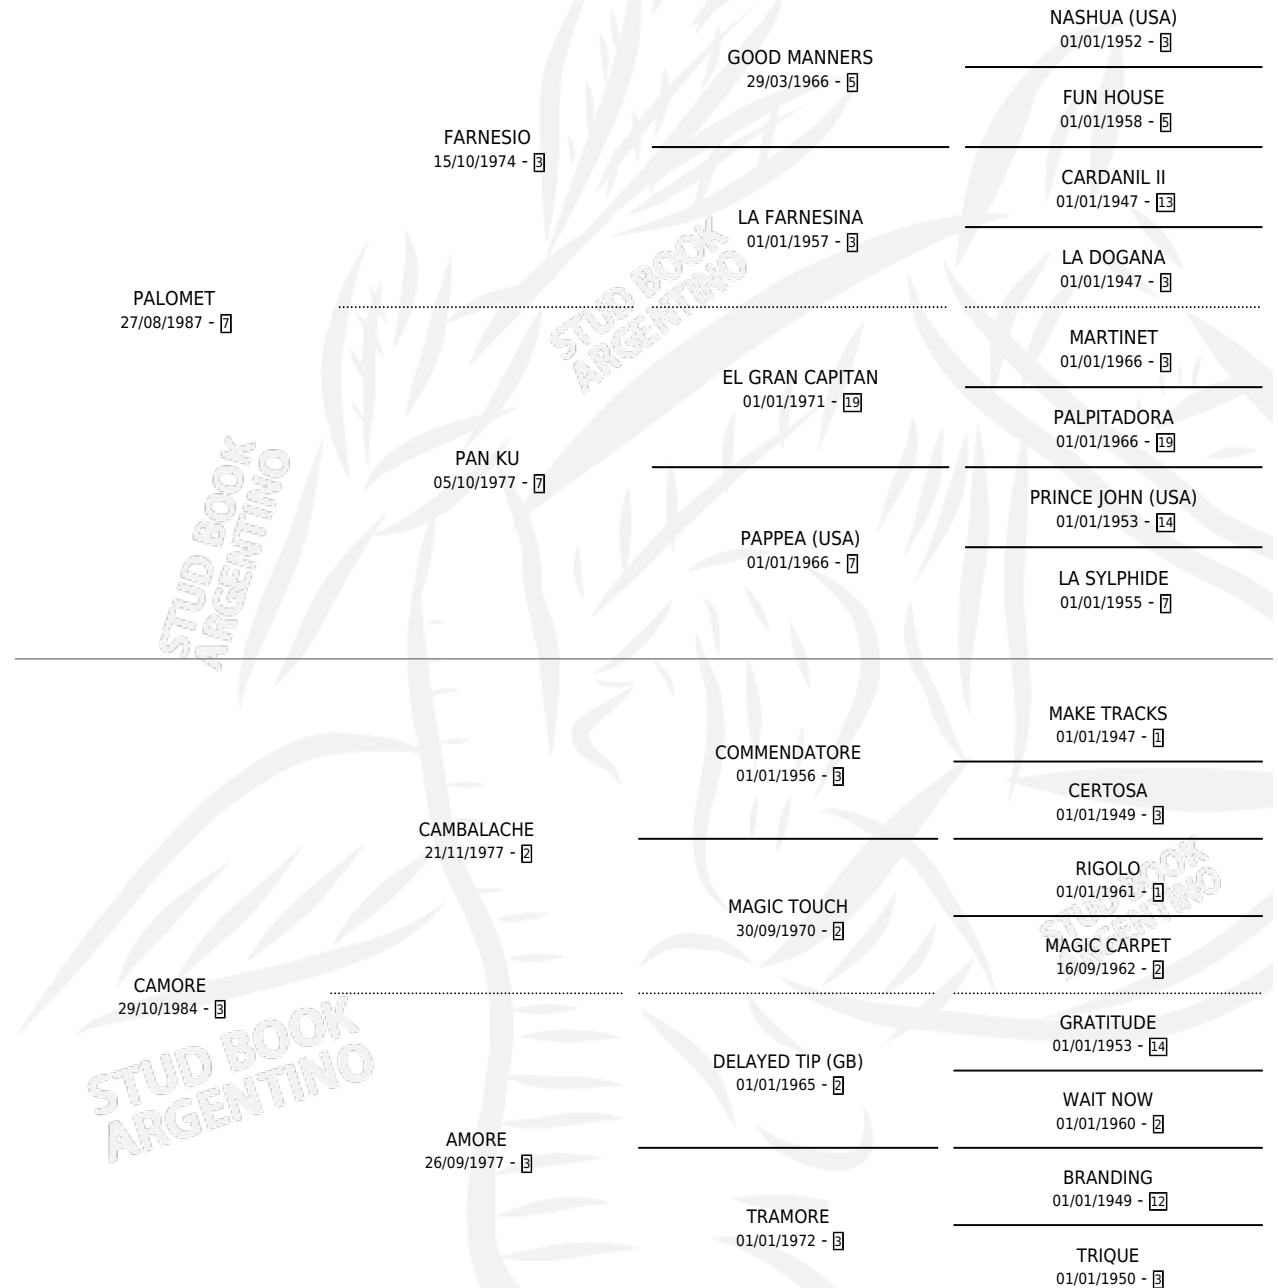 NASHUA (USA)
01/01/1952 - 3
GOOD MANNERS
29/03/1966 - 5
FUN HOUSE
01/01/1958 - 5
FARNESIO
15/10/1974 - 3
CARDANIL II
01/01/1947 - 13
LA FARNESINA
01/01/1957 - 3
LA DOGANA
01/01/1947 - 3
PALOMET
27/08/1987 - 7
MARTINET
01/01/1966 - 3
EL GRAN CAPITAN
01/01/1971 - 19
PALPITADORA
01/01/1966 - 19
PAN KU
05/10/1977 - 7
PRINCE JOHN (USA)
01/01/1953 - 14
PAPPEA (USA)
01/01/1966 - 7
LA SYLPHIDE
01/01/1955 - 7
MAKE TRACKS
01/01/1947 - 1
COMMENDATORE
01/01/1956 - 3
CERTOSA
01/01/1949 - 3
CAMBALACHE
21/11/1977 - 2
RIGOLO
01/01/1961 - 1
MAGIC TOUCH
30/09/1970 - 2
MAGIC CARPET
16/09/1962 - 2
CAMORE
29/10/1984 - 3
GRATITUDE
01/01/1953 - 14
DELAYED TIP (GB)
01/01/1965 - 2
WAIT NOW
01/01/1960 - 2
AMORE
26/09/1977 - 3
BRANDING
01/01/1949 - 12
TRAMORE
01/01/1972 - 3
TRIQUE
01/01/1950 - 3
STUD BOOK
ARGENTINO
STUD BOOK
ARGENTINO
STUD BOOK
ARGENTINO
STUD BOOK
ARGENTINO